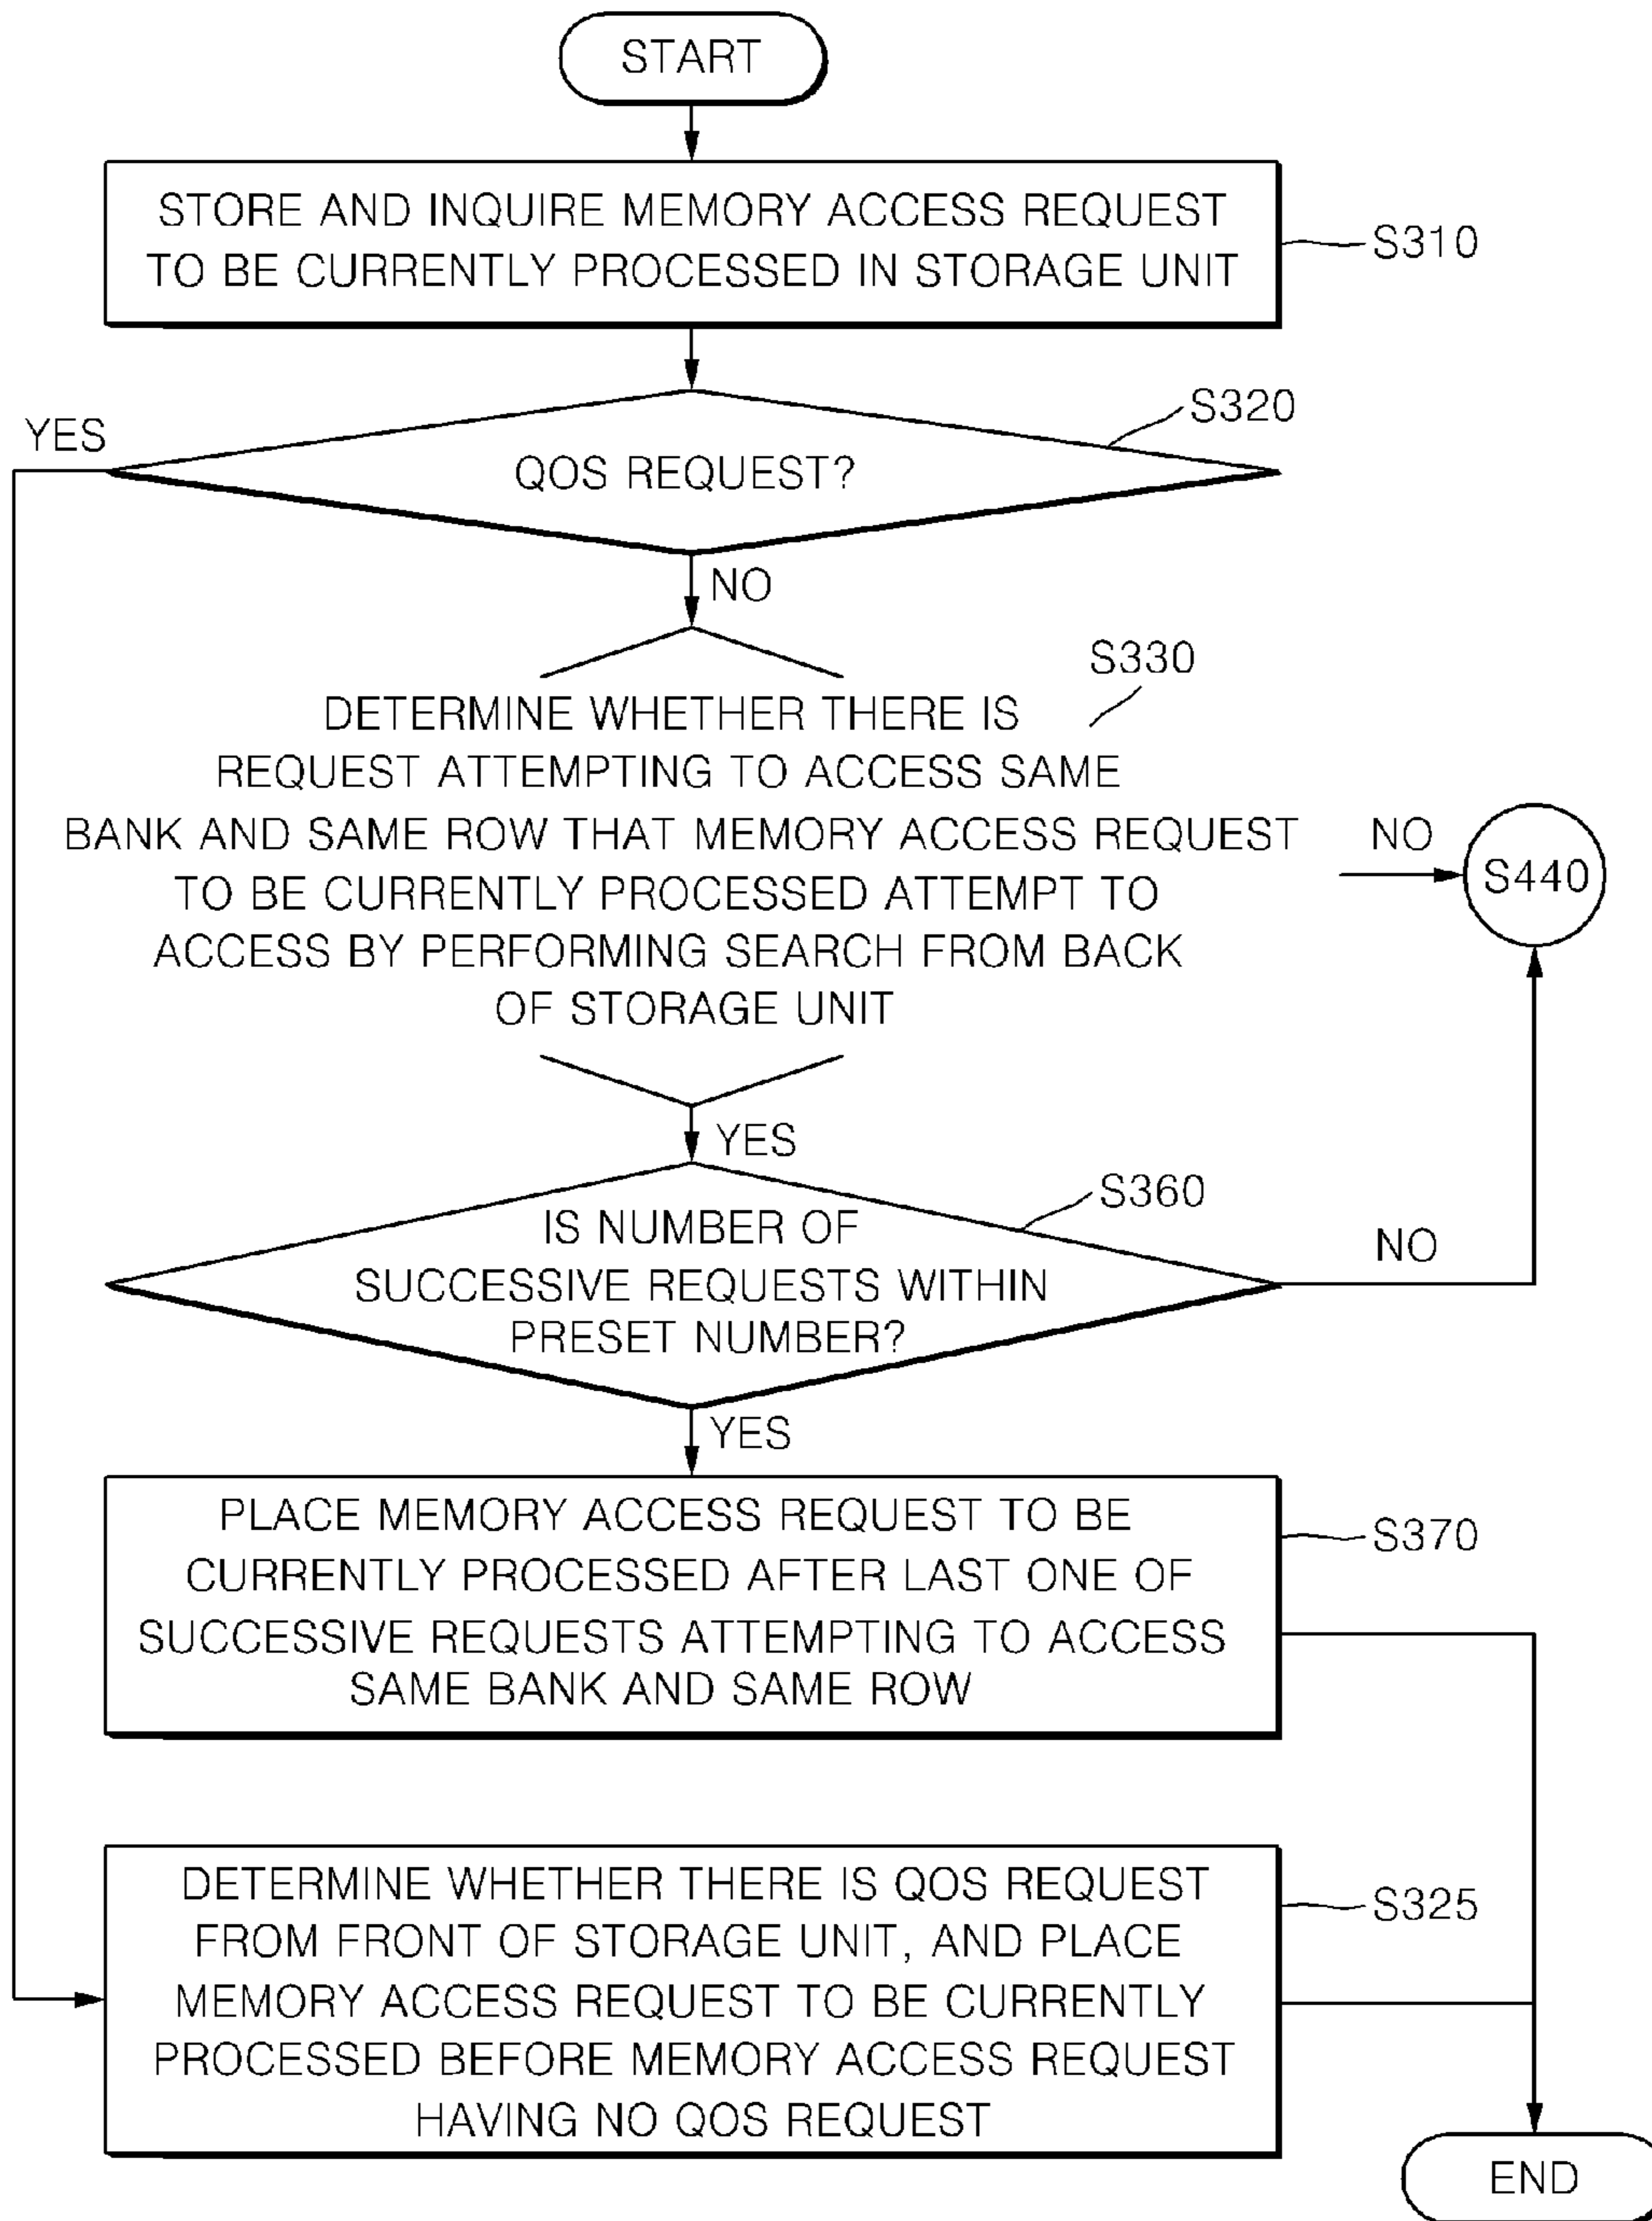 START
STORE AND INQUIRE MEMORY ACCESS REQUEST
TO BE CURRENTLY PROCESSED IN STORAGE UNIT
S310
S320
YES
QOS REQUEST?
NO
S330
DETERMINE WHETHER THERE IS
REQUEST ATTEMPTING TO ACCESS SAME
BANK AND SAME ROW THAT MEMORY ACCESS REQUEST
TO BE CURRENTLY PROCESSED ATTEMPT TO
ACCESS BY PERFORMING SEARCH FROM BACK
OF STORAGE UNIT
NO
S440
YES
S360
IS NUMBER OF
SUCCESSIVE REQUESTS WITHIN
PRESET NUMBER?
NO
YES
PLACE MEMORY ACCESS REQUEST TO BE
CURRENTLY PROCESSED AFTER LAST ONE OF
SUCCESSIVE REQUESTS ATTEMPTING TO ACCESS
SAME BANK AND SAME ROW
S370
DETERMINE WHETHER THERE IS QOS REQUEST
FROM FRONT OF STORAGE UNIT, AND PLACE
MEMORY ACCESS REQUEST TO BE CURRENTLY
PROCESSED BEFORE MEMORY ACCESS REQUEST
HAVING NO QOS REQUEST
S325
END